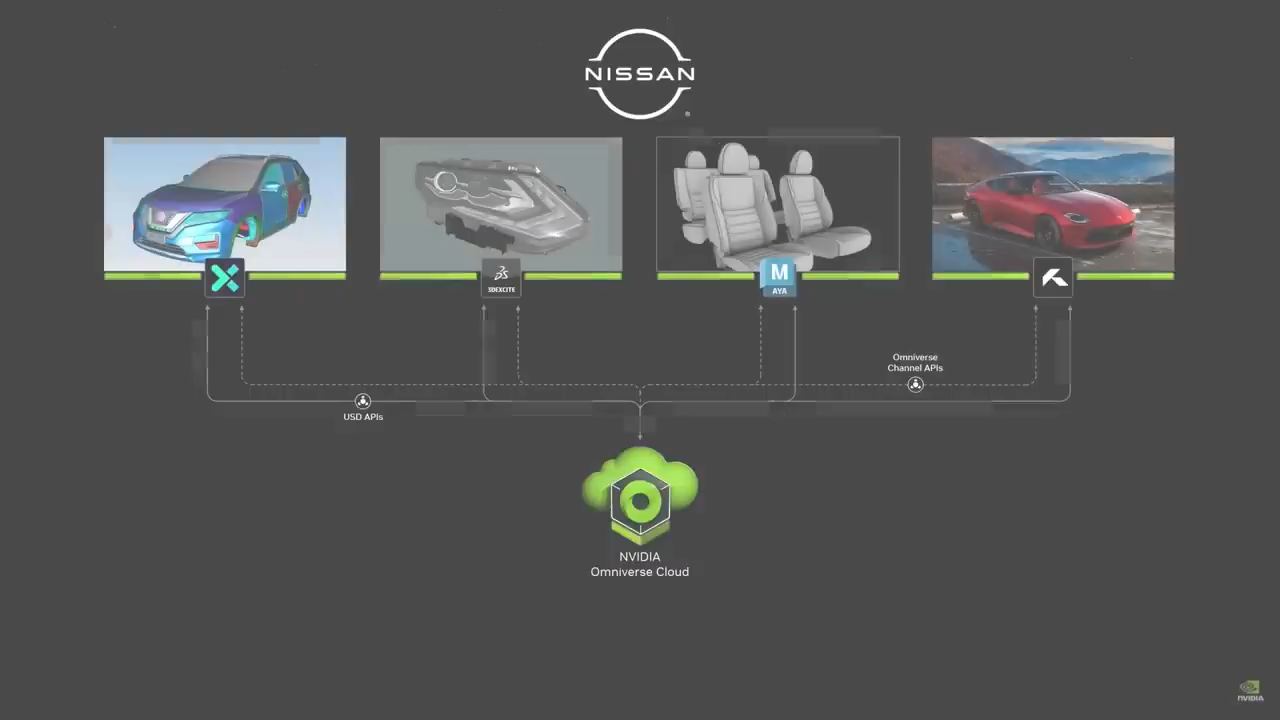 NISSAN
3DEXCITE
M
AYA
Omniverse
Channel APIs
USD APIs
NVIDIA
Omniverse Cloud
NVIDIA